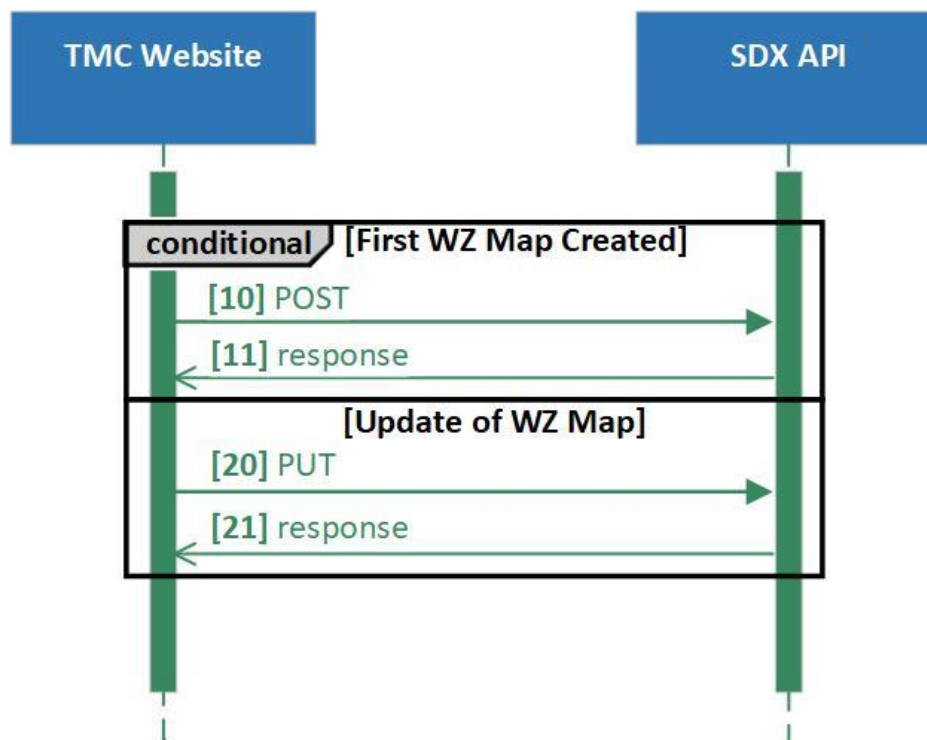 TMC Website
SDX API
conditional [First WZ Map Created]
[10] POST
[11] response
[Update of WZ Map]
[20] PUT
[21] response